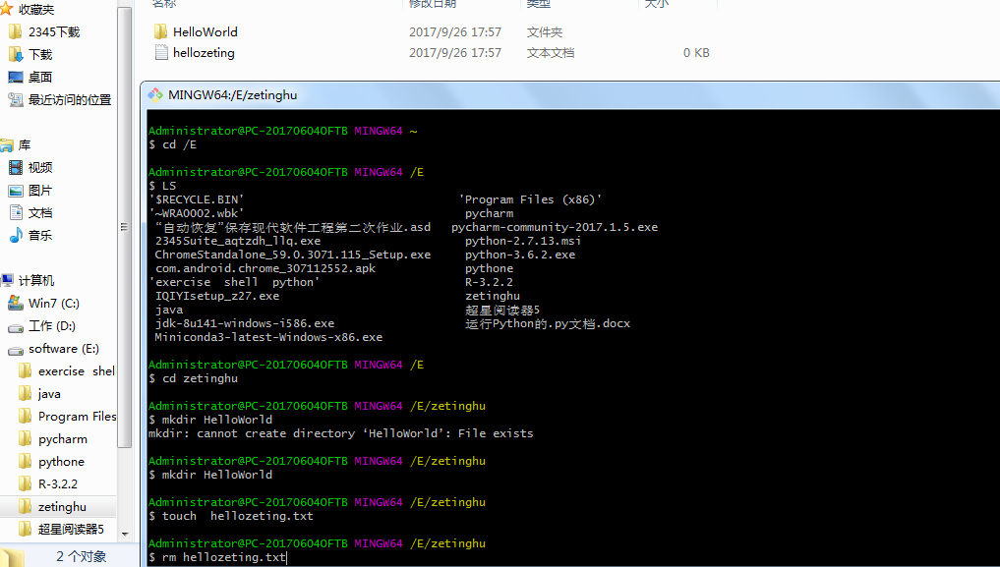 收藏夹
2345下载
下载
桌面
最近访问的位置
库
视频
图片
文档
音乐
计算机
Win7 (C:)
工作 (D:)
software (E:)
exercise shel
java
Program Files
pycharm
pythone
R-3.2.2
zetinghu
超星阅读器5
2 个对象
名称 修改日期 类型 大小
HelloWorld 2017/9/26 17:57 文件夹
hellozeting 2017/9/26 17:57 文本文档 0 KB
MINGW64:/E/zetinghu
Administrator@PC-20170604OFTB MINGW64 ~
$ cd /E
Administrator@PC-20170604OFTB MINGW64 /E
$ LS
'$RECYCLE.BIN' 'Program Files (x86)'
'~WRA0002.wbk' pycharm
“自动恢复”保存现代软件工程第二次作业.asd pycharm-community-2017.1.5.exe
2345Suite_aqtzdh_llq.exe python-2.7.13.msi
ChromeStandalone_59.0.3071.115_Setup.exe python-3.6.2.exe
com.android.chrome_307112552.apk pythone
'exercise shell python' R-3.2.2
IQIYIsetup_z27.exe zetinghu
java 超星阅读器5
jdk-8u141-windows-i586.exe 运行Python的.py文档.docx
Miniconda3-latest-Windows-x86.exe
Administrator@PC-20170604OFTB MINGW64 /E
$ cd zetinghu
Administrator@PC-20170604OFTB MINGW64 /E/zetinghu
$ mkdir HelloWorld
mkdir: cannot create directory ‘HelloWorld’: File exists
Administrator@PC-20170604OFTB MINGW64 /E/zetinghu
$ mkdir HelloWorld
Administrator@PC-20170604OFTB MINGW64 /E/zetinghu
$ touch hellozeting.txt
Administrator@PC-20170604OFTB MINGW64 /E/zetinghu
$ rm hellozeting.txt